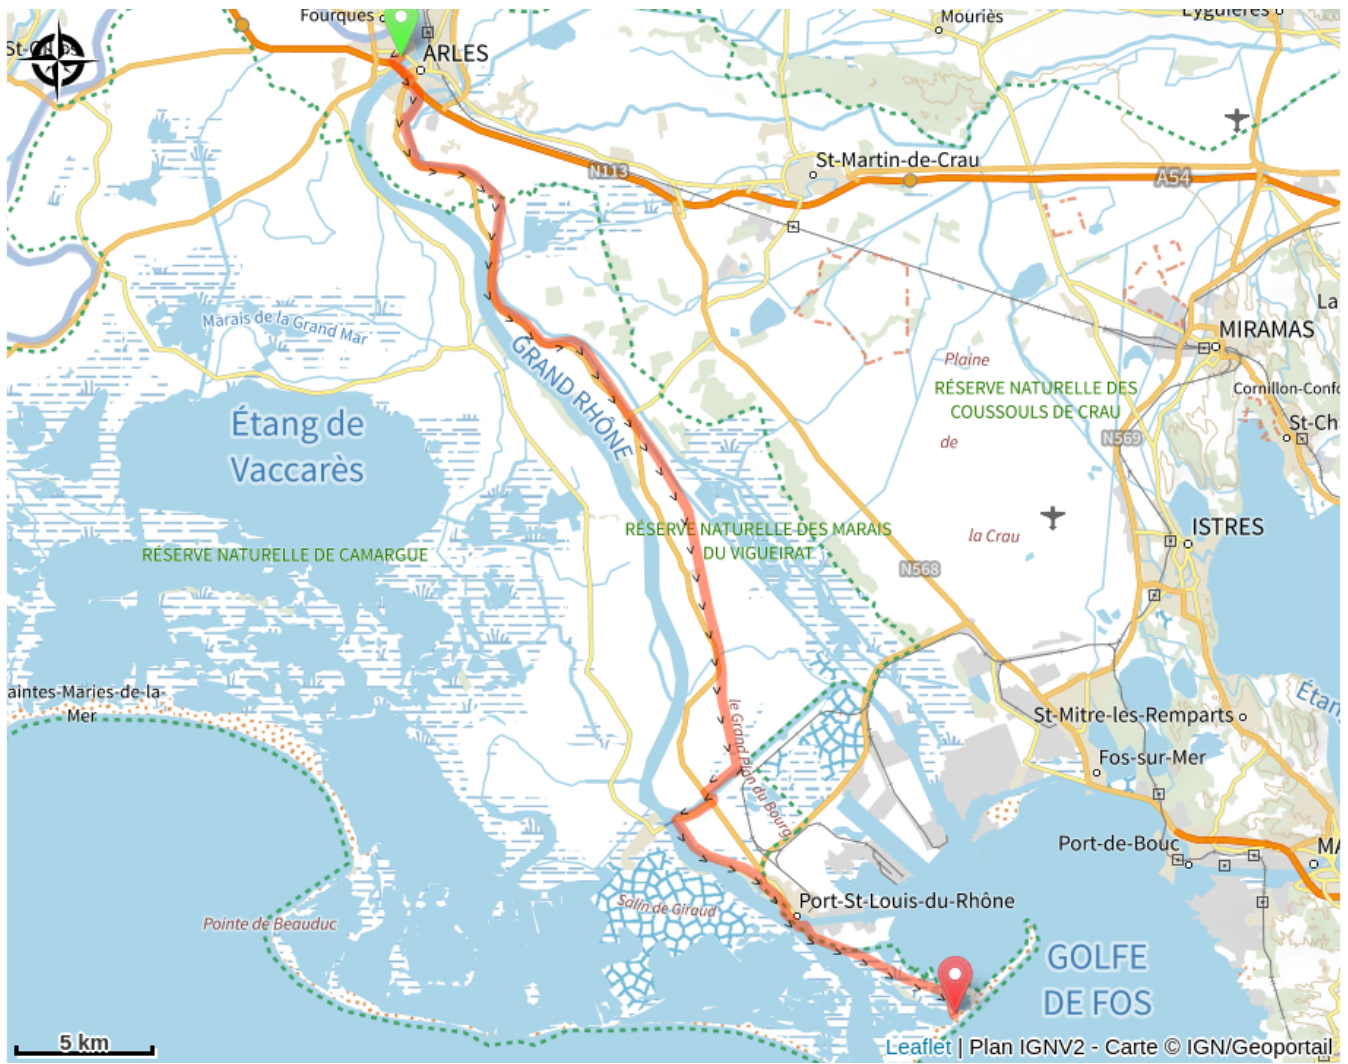 Fourques
Mouriès
Eyguières
ARLES
St-Martin-de-Crau
N113
A54
La
Marais de la Grand Mar
MIRAMAS
GRAND RHÔNE
Plaine
Cornillon-Confo
RÉSERVE NATURELLE DES
COUSSOULS DE CRAU
Étang de
Vaccarès
St-Ch
N569
de
RÉSERVE NATURELLE DES MARAIS
DU VIGUEIRAT
la Crau
ISTRES
RÉSERVE NATURELLE DE CAMARGUE
N568
aintes-Maries-de-la-
Mer
Étan
le Grand Plan du Bourg
St-Mitre-les-Remparts
Fos-sur-Mer
Port-de-Bouc
MA
Salin de Giraud
Port-St-Louis-du-Rhône
Pointe de Beauduc
GOLFE
DE FOS
5 km
Leaflet | Plan IGNV2 - Carte © IGN/Geoportail